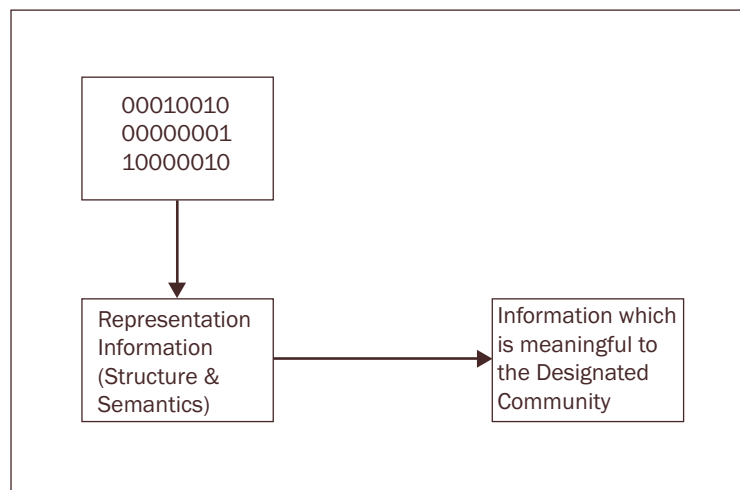 00010010
00000001
10000010
Representation
Information
(Structure &
Semantics)
Information which
is meaningful to
the Designated
Community